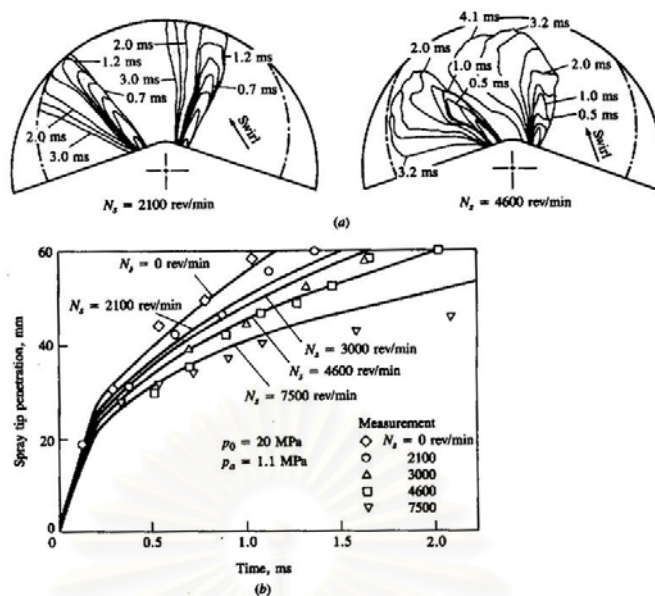 2.0 ms
1.2 ms
3.0 ms
0.7 ms
2.0 ms
3.0 ms
1.2 ms
0.7 ms
Swirl
N_s = 2100 rev/min
4.1 ms
3.2 ms
2.0 ms
1.0 ms
0.5 ms
2.0 ms
1.0 ms
0.5 ms
3.2 ms
Swirl
N_s = 4600 rev/min
(a)
60
40
20
0
Spray tip penetration, mm
N_s = 0 rev/min
N_s = 2100 rev/min
N_s = 3000 rev/min
N_s = 4600 rev/min
N_s = 7500 rev/min
p_0 = 20 MPa
p_a = 1.1 MPa
Measurement
◇ N_s = 0 rev/min
○ 2100
△ 3000
□ 4600
▽ 7500
0
0.5
1.0
1.5
2.0
Time, ms
(b)